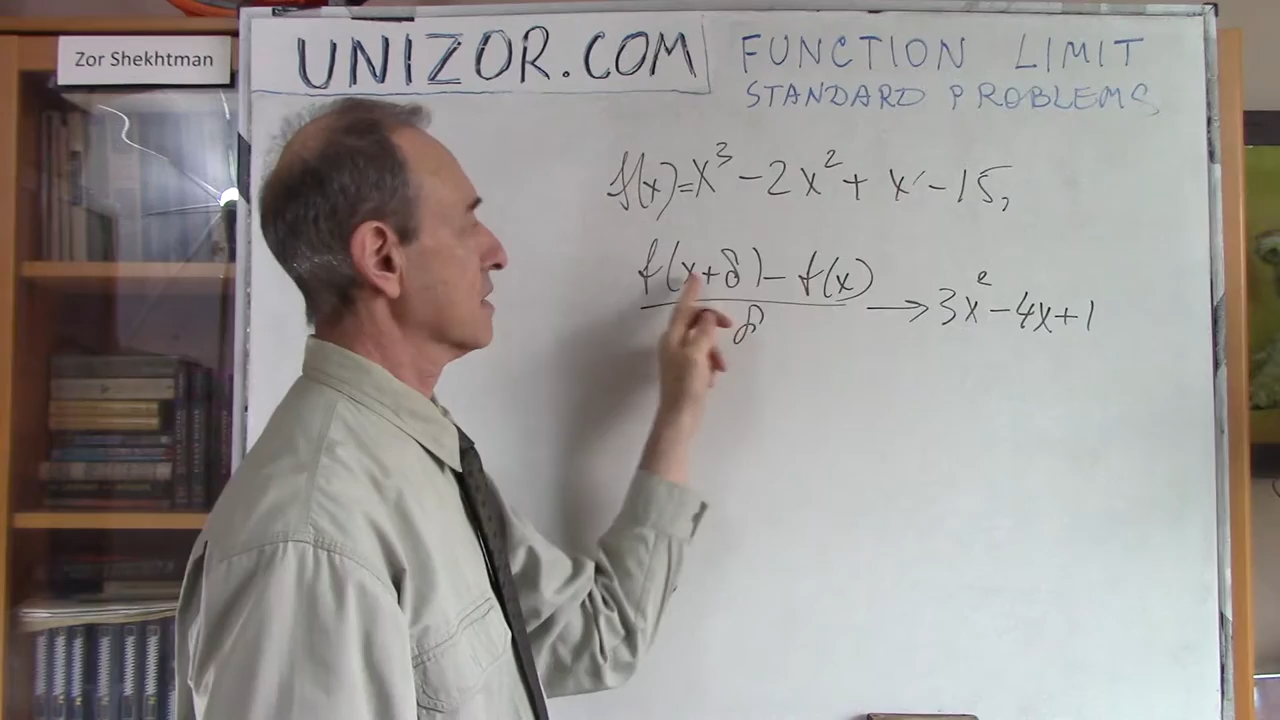 Zor Shekhtman
UNIZOR.COM
FUNCTION LIMIT
STANDARD PROBLEMS
f(x)=x³-2x²+x-15,
f(x+δ)-f(x)
δ
→3x²-4x+1